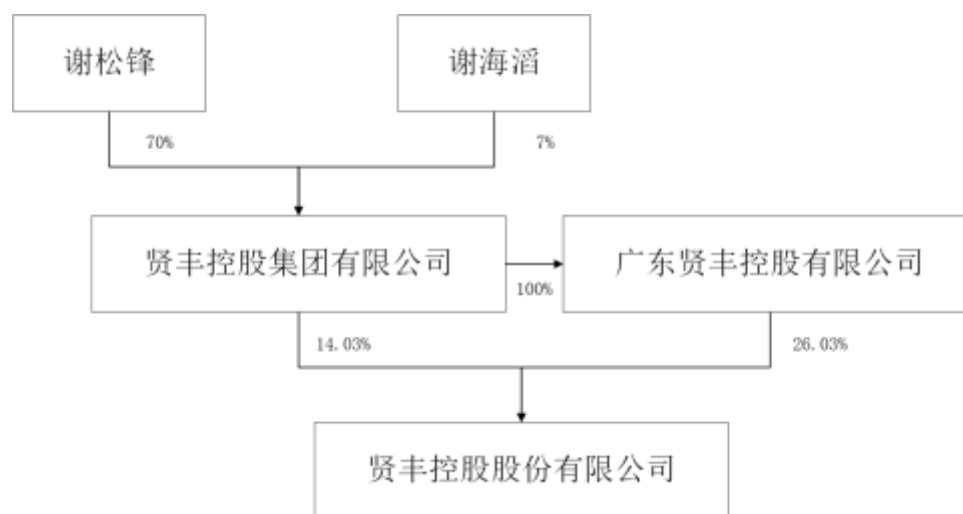 谢松锋
谢海滔
70%
7%
贤丰控股集团有限公司
广东贤丰控股有限公司
100%
14.03%
26.03%
贤丰控股股份有限公司